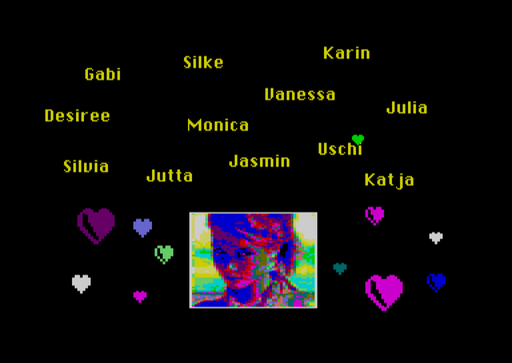 Karin
Silke
Gabi
Vanessa
Julia
Desiree
Monica
Uschi
Jasmin
Silvia
Jutta
Katja